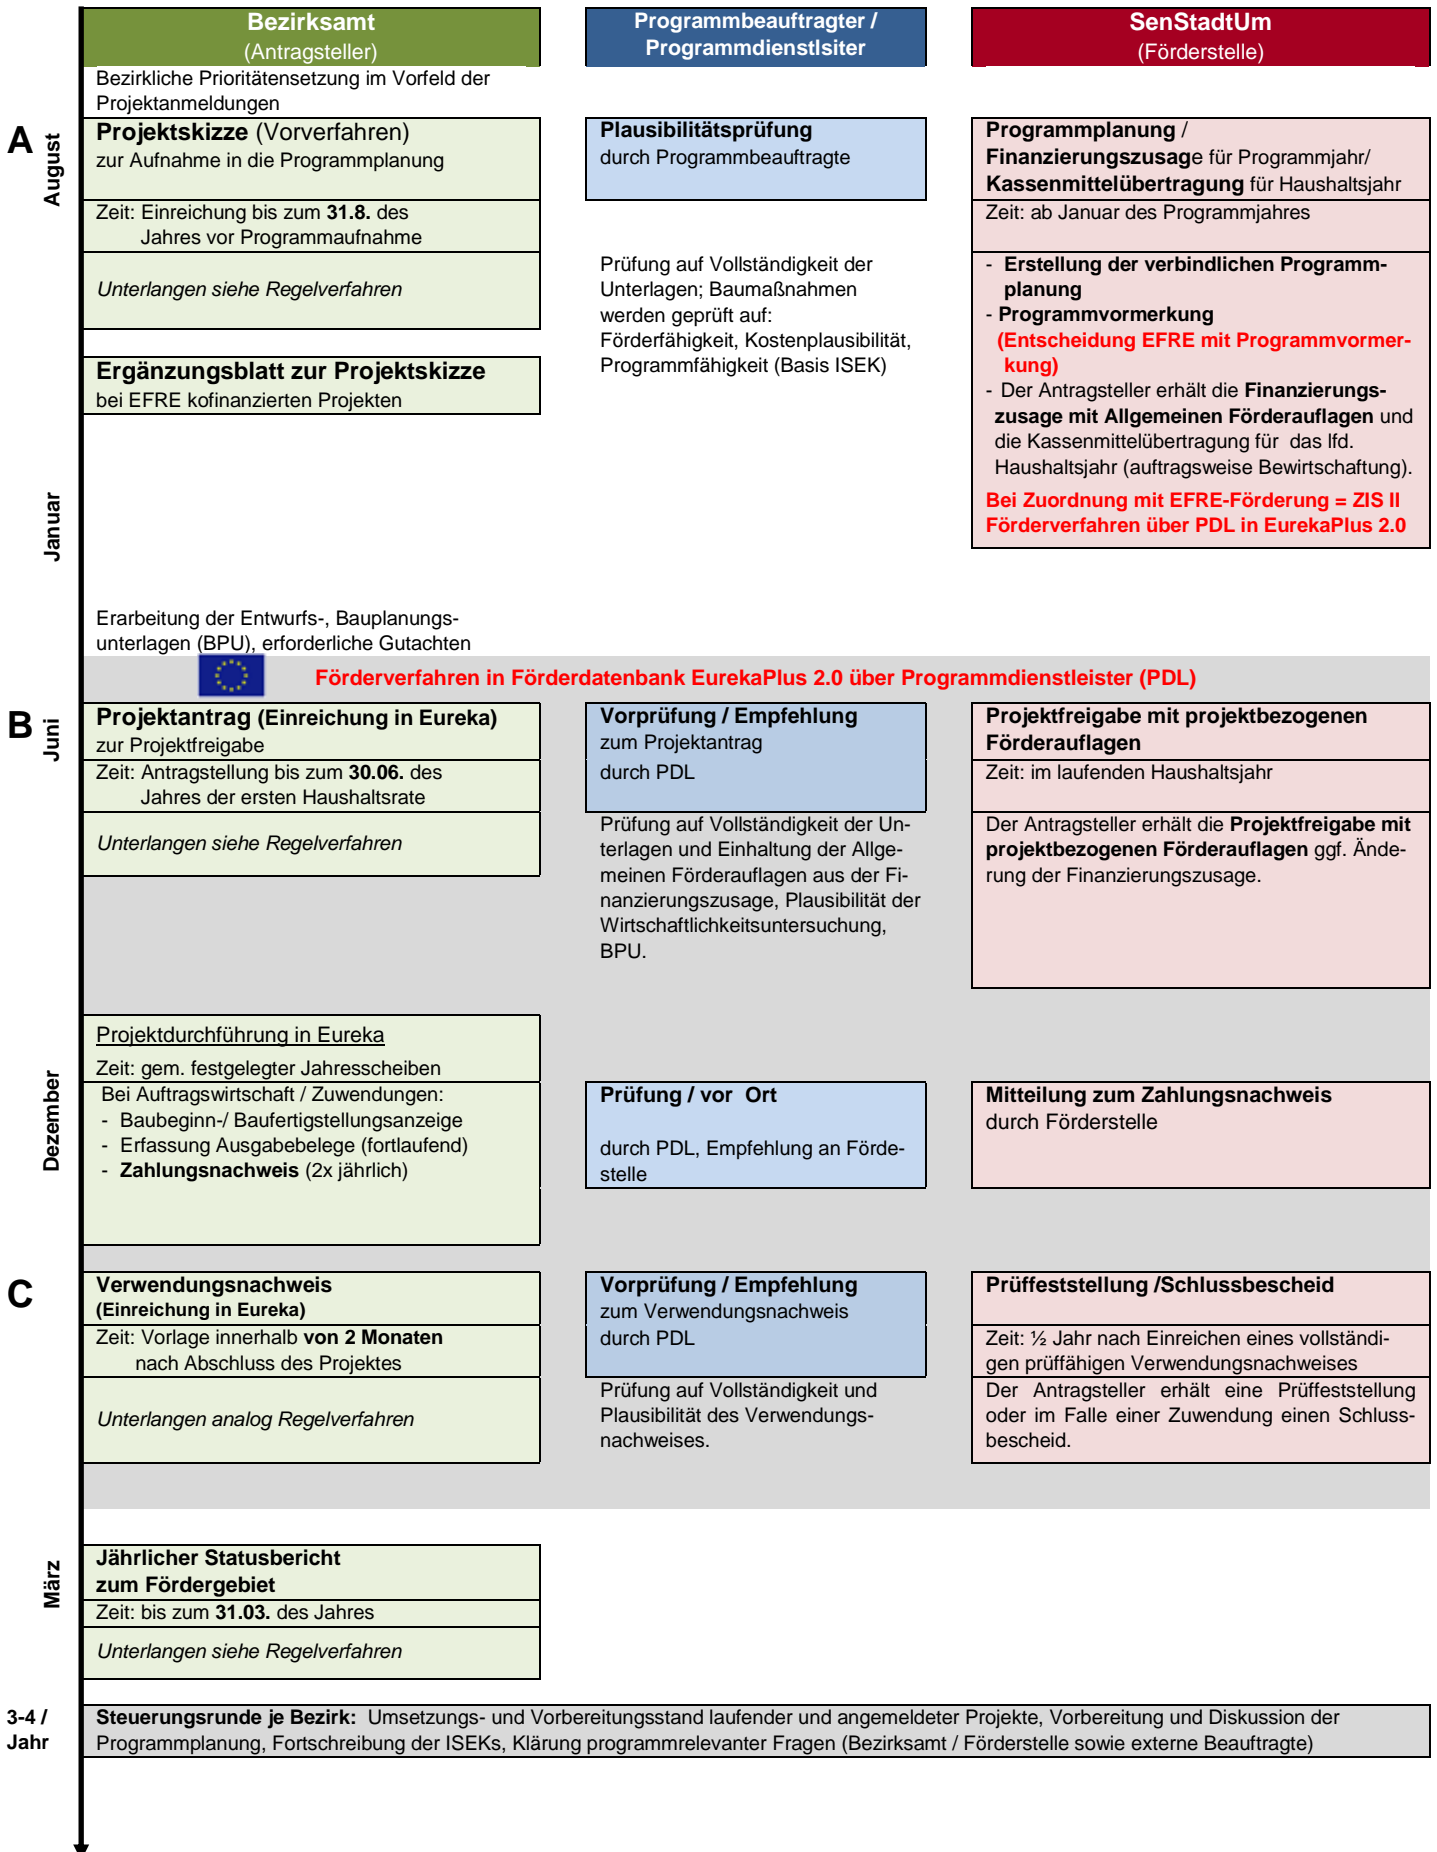 Bezirksamt
(Antragsteller)
Programmbeauftragter /
Programmdienstlsiter
SenStadtUm
(Förderstelle)
Bezirkliche Prioritätensetzung im Vorfeld der
Projektanmeldungen
A
August
Projektskizze (Vorverfahren)
zur Aufnahme in die Programmplanung
Zeit: Einreichung bis zum 31.8. des
Jahres vor Programmaufnahme
Unterlangen siehe Regelverfahren
Ergänzungsblatt zur Projektskizze
bei EFRE kofinanzierten Projekten
Plausibilitätsprüfung
durch Programmbeauftragte
Prüfung auf Vollständigkeit der
Unterlagen; Baumaßnahmen
werden geprüft auf:
Förderfähigkeit, Kostenplausibilität,
Programmfähigkeit (Basis ISEK)
Programmplanung /
Finanzierungszusage für Programmjahr/
Kassenmittelübertragung für Haushaltsjahr
Zeit: ab Januar des Programmjahres
- Erstellung der verbindlichen Programm-
planung
- Programmvormerkung
(Entscheidung EFRE mit Programmvormer-
kung)
- Der Antragsteller erhält die Finanzierungs-
zusage mit Allgemeinen Förderauflagen und
die Kassenmittelübertragung für das lfd.
Haushaltsjahr (auftragsweise Bewirtschaftung).
Bei Zuordnung mit EFRE-Förderung = ZIS II
Förderverfahren über PDL in EurekaPlus 2.0
Januar
Erarbeitung der Entwurfs-, Bauplanungs-
unterlagen (BPU), erforderliche Gutachten
Förderverfahren in Förderdatenbank EurekaPlus 2.0 über Programmdienstleister (PDL)
B
Juni
Projektantrag (Einreichung in Eureka)
zur Projektfreigabe
Zeit: Antragstellung bis zum 30.06. des
Jahres der ersten Haushaltsrate
Unterlangen siehe Regelverfahren
Vorprüfung / Empfehlung
zum Projektantrag
durch PDL
Prüfung auf Vollständigkeit der Un-
terlagen und Einhaltung der Allge-
meinen Förderauflagen aus der Fi-
nanzierungszusage, Plausibilität der
Wirtschaftlichkeitsuntersuchung,
BPU.
Projektfreigabe mit projektbezogenen
Förderauflagen
Zeit: im laufenden Haushaltsjahr
Der Antragsteller erhält die Projektfreigabe mit
projektbezogenen Förderauflagen ggf. Ände-
rung der Finanzierungszusage.
Dezember
Projektdurchführung in Eureka
Zeit: gem. festgelegter Jahresscheiben
Bei Auftragswirtschaft / Zuwendungen:
- Baubeginn-/ Baufertigstellungsanzeige
- Erfassung Ausgabebelege (fortlaufend)
- Zahlungsnachweis (2x jährlich)
Prüfung / vor Ort
durch PDL, Empfehlung an Förde-
stelle
Mitteilung zum Zahlungsnachweis
durch Förderstelle
C
Verwendungsnachweis
(Einreichung in Eureka)
Zeit: Vorlage innerhalb von 2 Monaten
nach Abschluss des Projektes
Unterlangen analog Regelverfahren
Vorprüfung / Empfehlung
zum Verwendungsnachweis
durch PDL
Prüfung auf Vollständigkeit und
Plausibilität des Verwendungs-
nachweises.
Prüffeststellung /Schlussbescheid
Zeit: ½ Jahr nach Einreichen eines vollständi-
gen prüffähigen Verwendungsnachweises
Der Antragsteller erhält eine Prüffeststellung
oder im Falle einer Zuwendung einen Schluss-
bescheid.
März
Jährlicher Statusbericht
zum Fördergebiet
Zeit: bis zum 31.03. des Jahres
Unterlangen siehe Regelverfahren
3-4 /
Jahr
Steuerungsrunde je Bezirk: Umsetzungs- und Vorbereitungsstand laufender und angemeldeter Projekte, Vorbereitung und Diskussion der
Programmplanung, Fortschreibung der ISEKs, Klärung programmrelevanter Fragen (Bezirksamt / Förderstelle sowie externe Beauftragte)